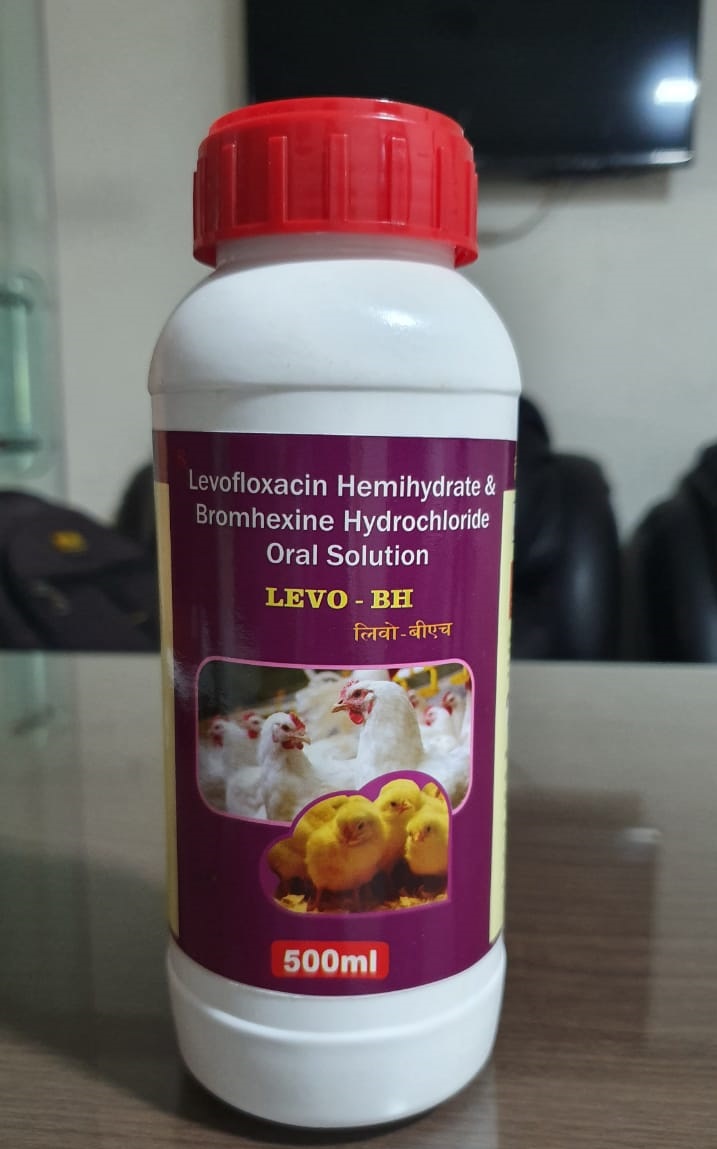 Levofloxacin Hemihydrate &
Bromhexine Hydrochloride
Oral Solution
LEVO - BH
लिवो-बीएच
500ml